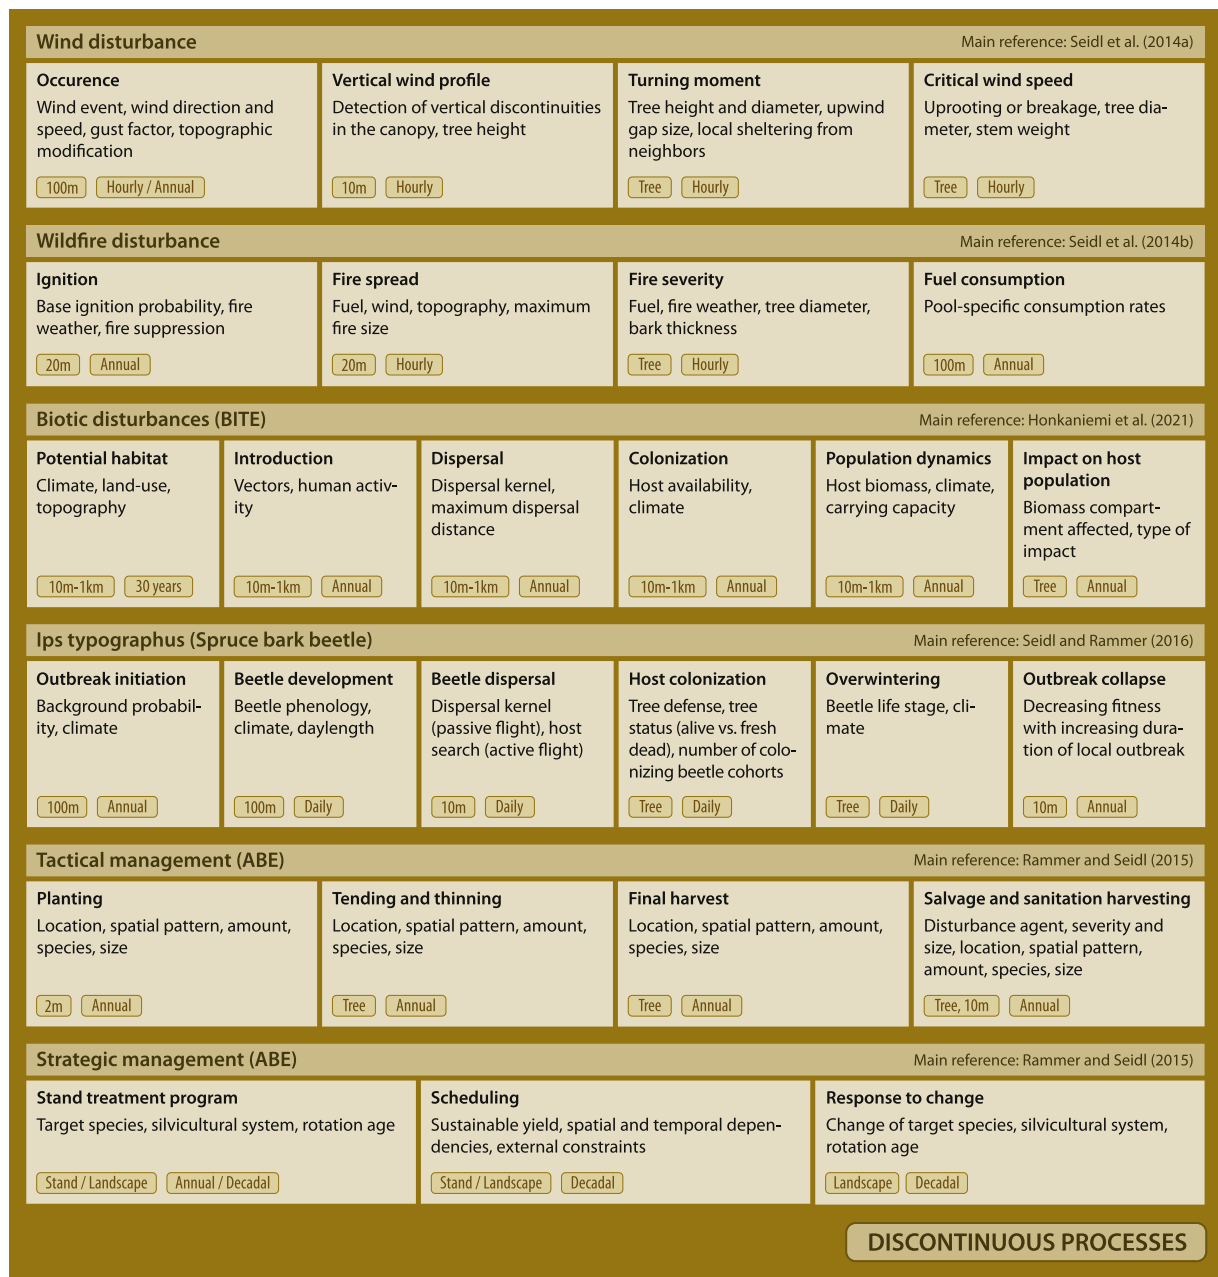 Wind disturbance
Main reference: Seidl et al. (2014a)
Occurence
Wind event, wind direction and
speed, gust factor, topographic
modification
100m
Hourly / Annual
Vertical wind profile
Detection of vertical discontinuities
in the canopy, tree height
10m
Hourly
Turning moment
Tree height and diameter, upwind
gap size, local sheltering from
neighbors
Tree
Hourly
Critical wind speed
Uprooting or breakage, tree dia-
meter, stem weight
Tree
Hourly
Wildfire disturbance
Main reference: Seidl et al. (2014b)
Ignition
Base ignition probability, fire
weather, fire suppression
20m
Annual
Fire spread
Fuel, wind, topography, maximum
fire size
20m
Hourly
Fire severity
Fuel, fire weather, tree diameter,
bark thickness
Tree
Hourly
Fuel consumption
Pool-specific consumption rates
100m
Annual
Biotic disturbances (BITE)
Main reference: Honkaniemi et al. (2021)
Potential habitat
Climate, land-use,
topography
10m-1km
30 years
Introduction
Vectors, human activ-
ity
10m-1km
Annual
Dispersal
Dispersal kernel,
maximum dispersal
distance
10m-1km
Annual
Colonization
Host availability,
climate
10m-1km
Annual
Population dynamics
Host biomass, climate,
carrying capacity
10m-1km
Annual
Impact on host
population
Biomass compart-
ment affected, type of
impact
Tree
Annual
Ips typographus (Spruce bark beetle)
Main reference: Seidl and Rammer (2016)
Outbreak initiation
Background probabil-
ity, climate
100m
Annual
Beetle development
Beetle phenology,
climate, daylength
100m
Daily
Beetle dispersal
Dispersal kernel
(passive flight), host
search (active flight)
10m
Daily
Host colonization
Tree defense, tree
status (alive vs. fresh
dead), number of colo-
nizing beetle cohorts
Tree
Daily
Overwintering
Beetle life stage, cli-
mate
Tree
Daily
Outbreak collapse
Decreasing fitness
with increasing dura-
tion of local outbreak
10m
Annual
Tactical management (ABE)
Main reference: Rammer and Seidl (2015)
Planting
Location, spatial pattern, amount,
species, size
2m
Annual
Tending and thinning
Location, spatial pattern, amount,
species, size
Tree
Annual
Final harvest
Location, spatial pattern, amount,
species, size
Tree
Annual
Salvage and sanitation harvesting
Disturbance agent, severity and
size, location, spatial pattern,
amount, species, size
Tree, 10m
Annual
Strategic management (ABE)
Main reference: Rammer and Seidl (2015)
Stand treatment program
Target species, silvicultural system, rotation age
Stand / Landscape
Annual / Decadal
Scheduling
Sustainable yield, spatial and temporal depen-
dencies, external constraints
Stand / Landscape
Decadal
Response to change
Change of target species, silvicultural system,
rotation age
Landscape
Decadal
DISCONTINUOUS PROCESSES